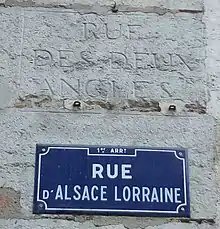 RUE
DES DEUX
ANGLES
1er ARRT
RUE
D'ALSACE LORRAINE